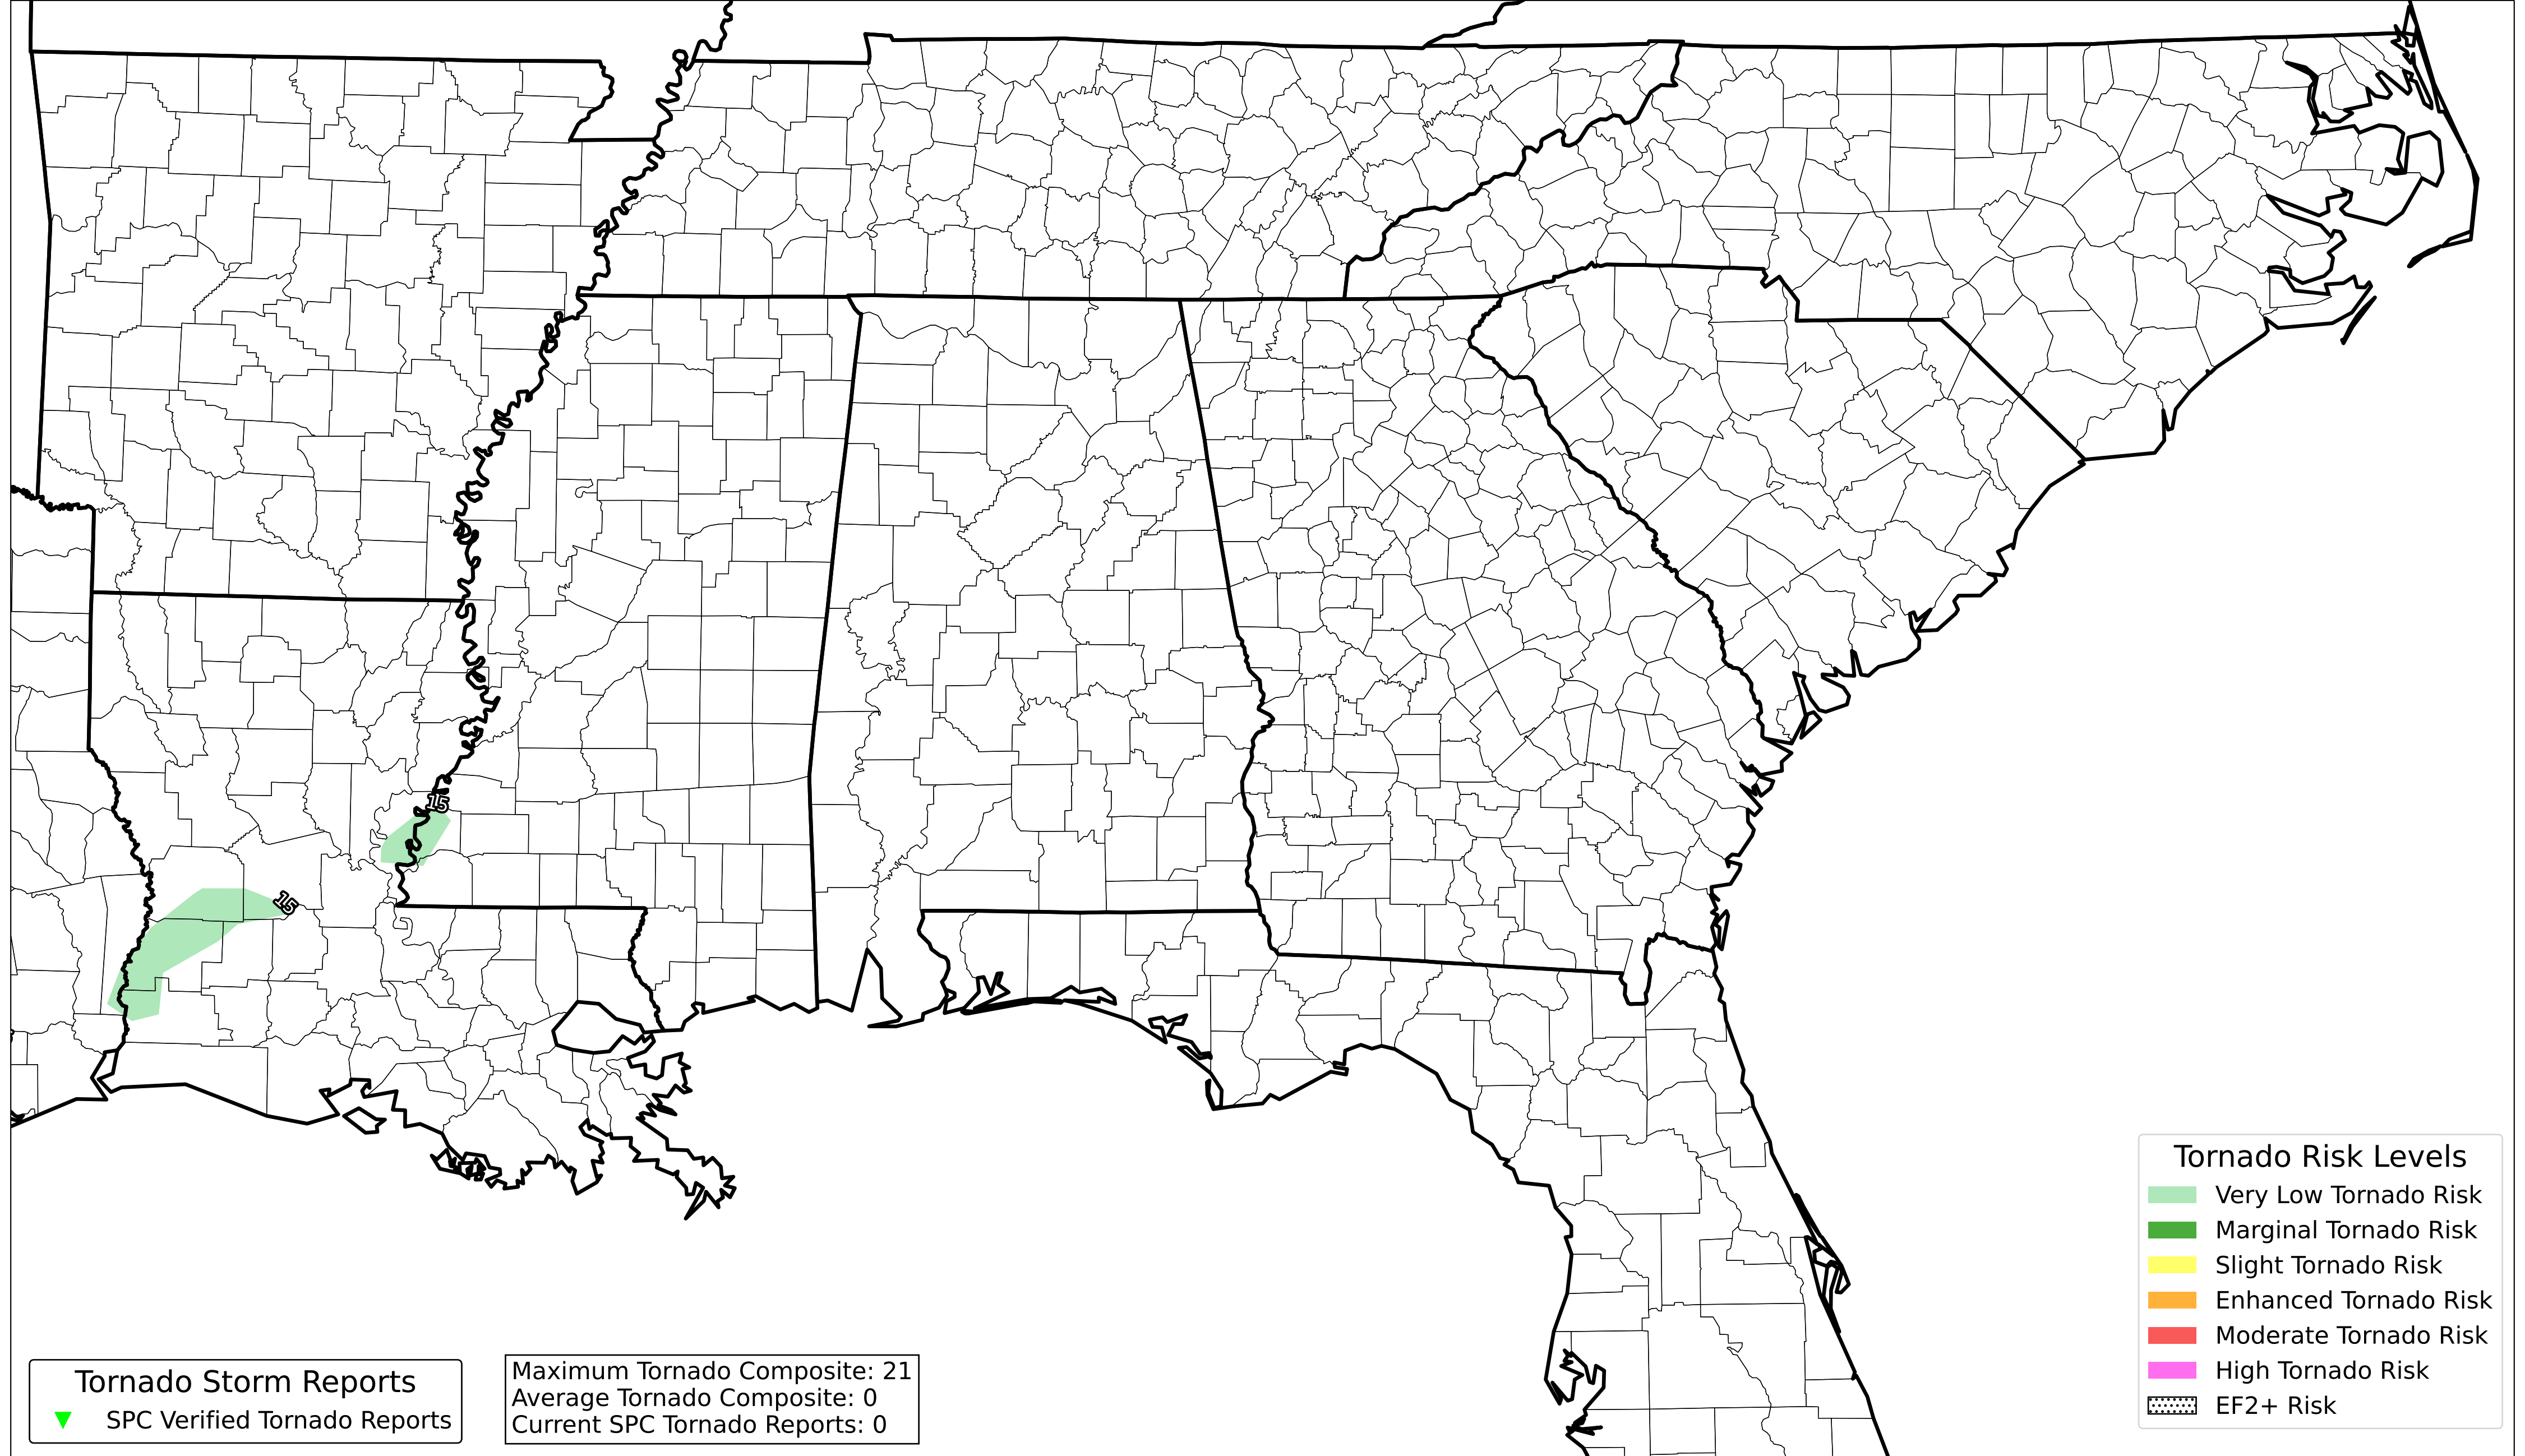 15
15
Tornado Risk Levels
Very Low Tornado Risk
Marginal Tornado Risk
Slight Tornado Risk
Enhanced Tornado Risk
Moderate Tornado Risk
High Tornado Risk
EF2+ Risk
Tornado Storm Reports
SPC Verified Tornado Reports
Maximum Tornado Composite: 21
Average Tornado Composite: 0
Current SPC Tornado Reports: 0